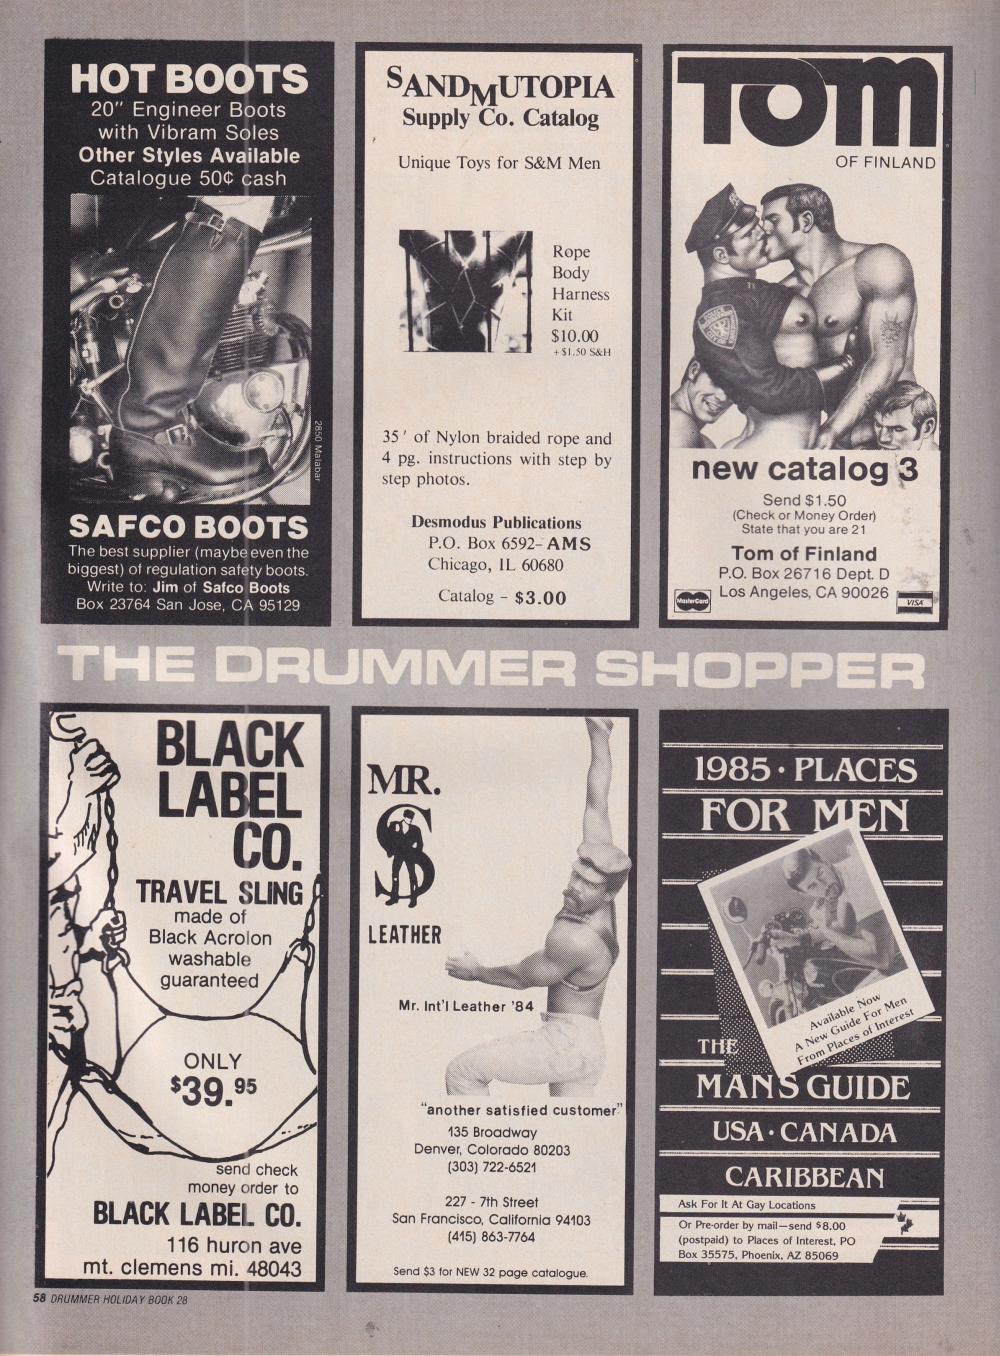 HOT BOOTS
20" Engineer Boots
with Vibram Soles
Other Styles Available
Catalogue 50¢ cash
2850 Malabar
SAFCO BOOTS
The best supplier (maybe even the
biggest) of regulation safety boots.
Write to: Jim of Safco Boots
Box 23764 San Jose, CA 95129
SANDMUTOPIA
Supply Co. Catalog
Unique Toys for S&M Men
Rope
Body
Harness
Kit
$10.00
+ $1.50 S&H
35' of Nylon braided rope and
4 pg. instructions with step by
step photos.
Desmodus Publications
P.O. Box 6592-AMS
Chicago, IL 60680
Catalog - $3.00
TOM
OF FINLAND
new catalog 3
Send $1.50
(Check or Money Order)
State that you are 21
Tom of Finland
P.O. Box 26716 Dept. D
Los Angeles, CA 90026
MasterCard
VISA
THE DRUMMER SHOPPER
BLACK
LABEL
CO.
TRAVEL SLING
made of
Black Acrolon
washable
guaranteed
ONLY
$39.95
send check
money order to
BLACK LABEL CO.
116 huron ave
mt. clemens mi. 48043
MR.
S
LEATHER
Mr. Int'l Leather '84
"another satisfied customer"
135 Broadway
Denver, Colorado 80203
(303) 722-6521
227 - 7th Street
San Francisco, California 94103
(415) 863-7764
Send $3 for NEW 32 page catalogue.
1985 • PLACES
FOR MEN
Available Now
A New Guide For Men
From Places of Interest
THE
MAN'S GUIDE
USA • CANADA
CARIBBEAN
Ask For It At Gay Locations
Or Pre-order by mail—send $8.00
(postpaid) to Places of Interest, PO
Box 35575, Phoenix, AZ 85069
58 DRUMMER HOLIDAY BOOK 28